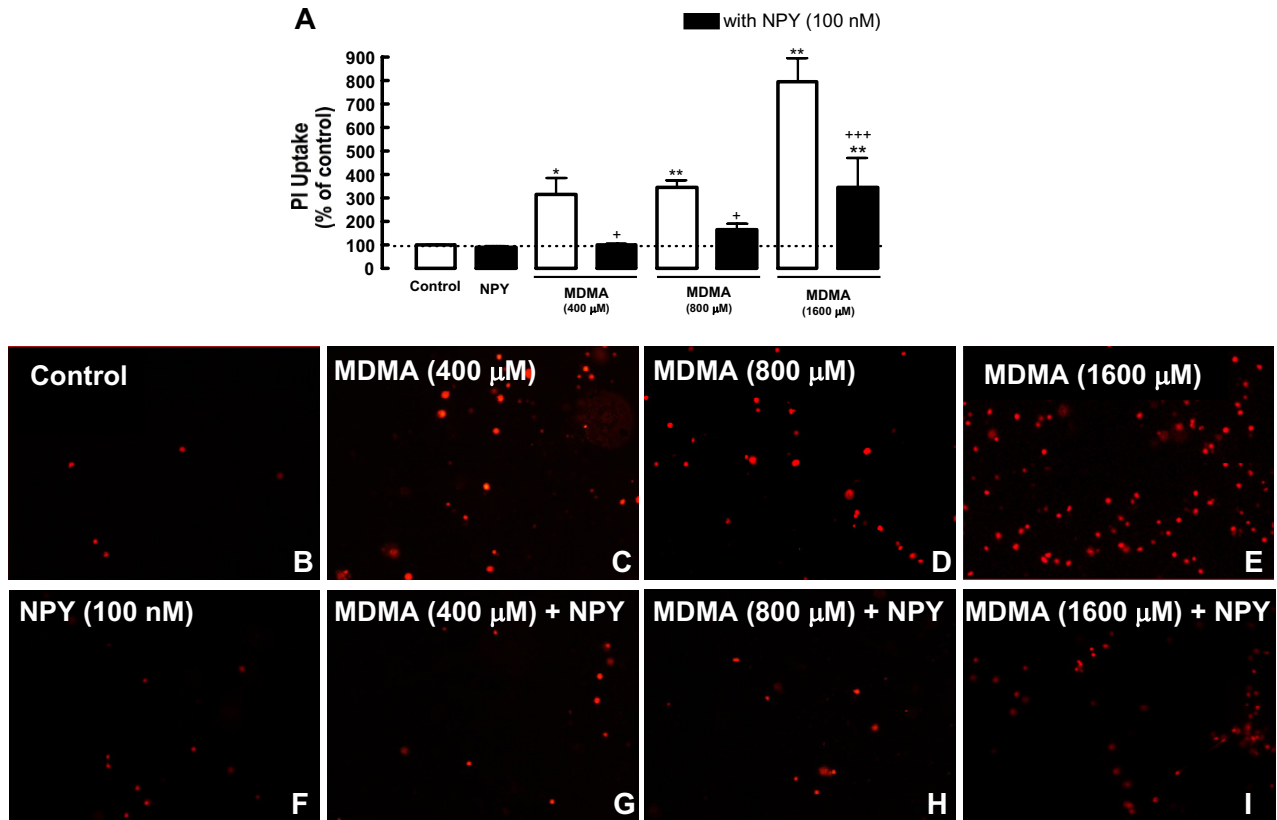 A
with NPY (100 nM)
PI Uptake
(% of control)
900
800
700
600
500
400
300
200
100
0
*
+
**
+
**
+++
**
Control
NPY
MDMA
(400 μM)
MDMA
(800 μM)
MDMA
(1600 μM)
Control
B
MDMA (400 μM)
C
MDMA (800 μM)
D
MDMA (1600 μM)
E
NPY (100 nM)
F
MDMA (400 μM) + NPY
G
MDMA (800 μM) + NPY
H
MDMA (1600 μM) + NPY
I